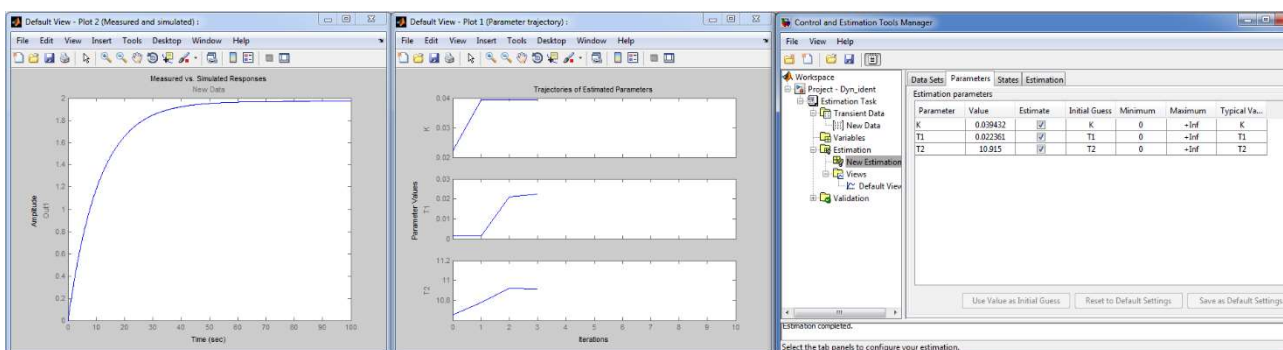 Default View - Plot 2 (Measured and simulated) :
File Edit View Insert Tools Desktop Window Help
Measured vs. Simulated Responses
New Data
2
1.8
1.6
1.4
1.2
1
0.8
0.6
0.4
0.2
0
Amplitude
Out1
0 10 20 30 40 50 60 70 80 90 100
Time (sec)
Default View - Plot 1 (Parameter trajectory) :
File Edit View Insert Tools Desktop Window Help
Trajectories of Estimated Parameters
0.04
0.03
0.02
K
0.03
0.02
0.01
0
T1
Parameter Values
11.2
11
10.8
T2
0 1 2 3 4 5 6 7 8 9 10
Iterations
Control and Estimation Tools Manager
File View Help
Workspace
Project - Dyn_ident
Estimation Task
Transient Data
New Data
Variables
Estimation
New Estimation
Views
Default View
Validation
Data Sets Parameters States Estimation
Estimation parameters
Parameter Value Estimate Initial Guess Minimum Maximum Typical Va...
K 0.039432 K 0 +Inf K
T1 0.022361 T1 0 +Inf T1
T2 10.915 T2 0 +Inf T2
Use Value as Initial Guess Reset to Default Settings Save as Default Settings
Estimation completed.
Select the tab panels to configure your estimation.